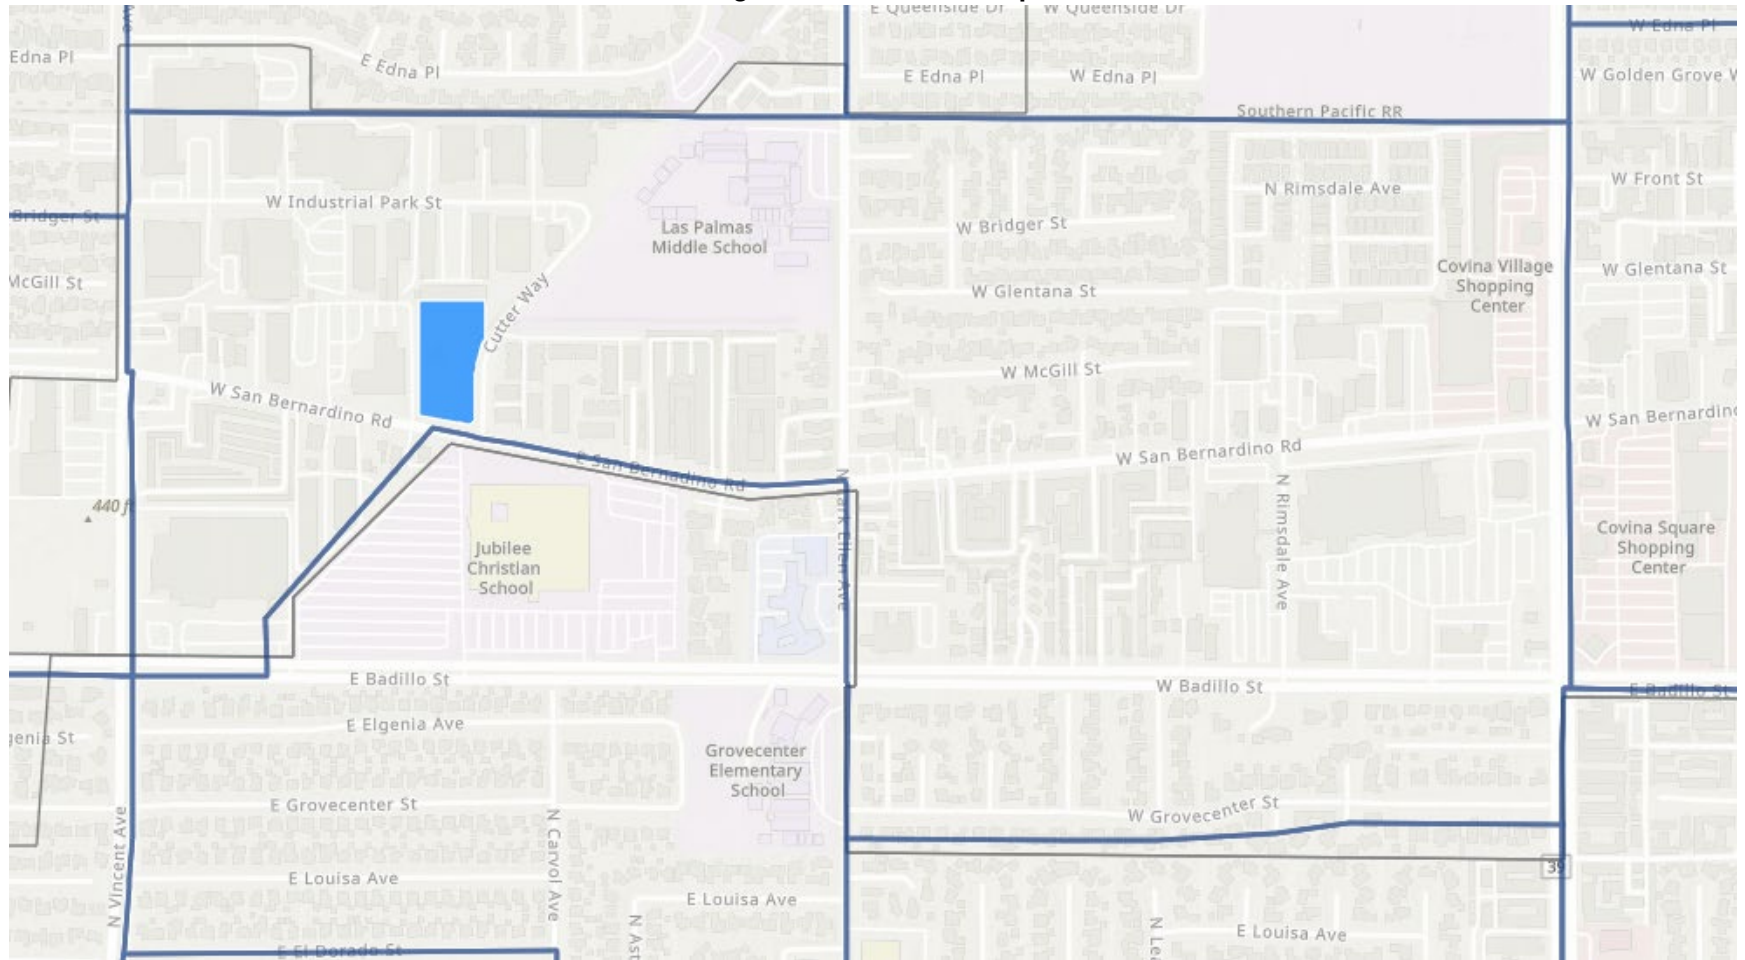 E Queenside Dr
W Queenside Dr
W Edna Pl
Edna Pl
E Edna Pl
E Edna Pl
W Edna Pl
W Golden Grove W
Southern Pacific RR
W Industrial Park St
N Rimsdale Ave
W Front St
Bridger St
Las Palmas
Middle School
W Bridger St
McGill St
Cutter Way
W Glentana St
Covina Village
Shopping
Center
W Glentana St
W McGill St
W San Bernardino Rd
W San Bernardino
W San Bernardino Rd
E San Bernadino Rd
440 ft
N Rimsdale Ave
Jubilee
Christian
School
Covina Square
Shopping
Center
E Badillo St
W Badillo St
E Badillo St
E Elgenia Ave
genia St
Grovecenter
Elementary
School
E Grovecenter St
W Grovecenter St
N Vincent Ave
N Carvol Ave
39
E Louisa Ave
E Louisa Ave
N Ast
N Lea
E Louisa Ave
E El Dorado St